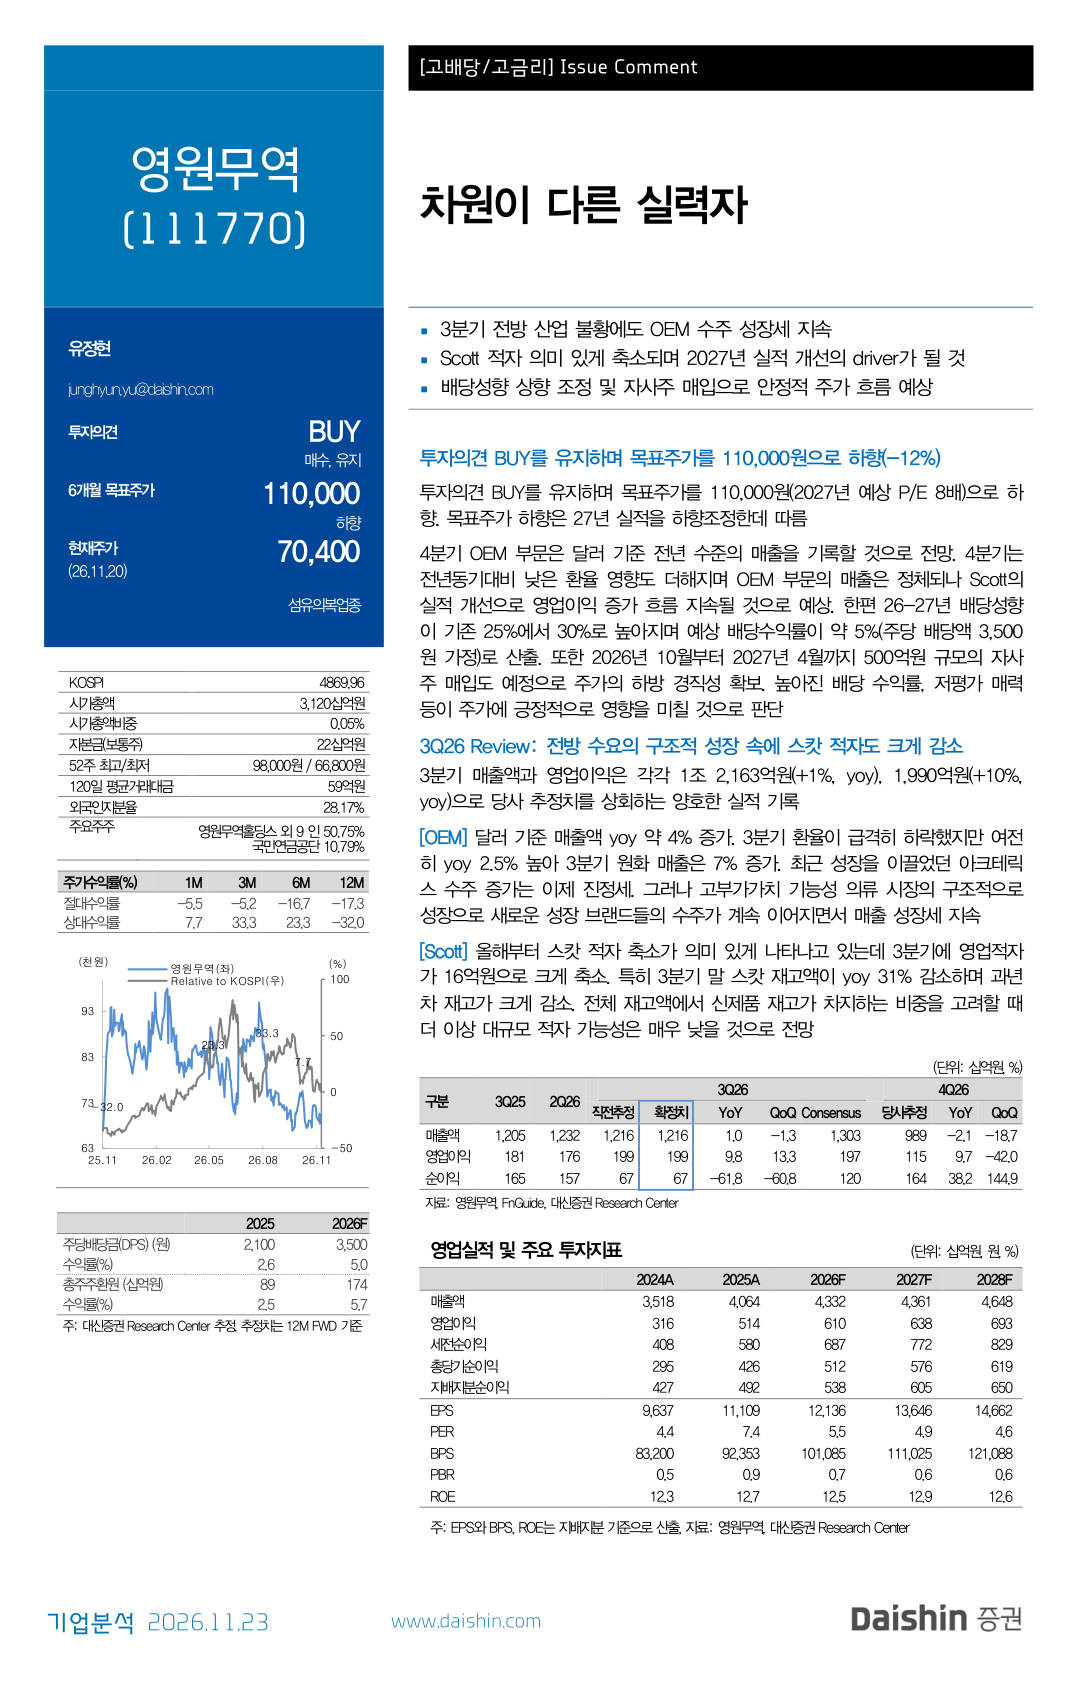 [고배당/고금리] Issue Comment
영원무역
(111770)
차원이 다른 실력자
유정현
junghyun.yu@daishin.com
투자의견
BUY
매수, 유지
6개월 목표주가
110,000
하향
현재주가
70,400
(26.11.20)
섬유의복업종
▪ 3분기 전방 산업 불황에도 OEM 수주 성장세 지속
▪ Scott 적자 의미 있게 축소되며 2027년 실적 개선의 driver가 될 것
▪ 배당성향 상향 조정 및 자사주 매입으로 안정적 주가 흐름 예상
KOSPI 4869.96
시가총액 3,120십억원
시가총액비중 0.05%
자본금(보통주) 22십억원
52주 최고/최저 98,000원 / 66,800원
120일 평균거래대금 59억원
외국인지분율 28.17%
주요주주 영원무역홀딩스 외 9 인 50.75%
국민연금공단 10.79%
주가수익률(%) 1M 3M 6M 12M
절대수익률 -5.5 -5.2 -16.7 -17.3
상대수익률 7.7 33.3 23.3 -32.0
(천원) (%)
영원무역(좌)
Relative to KOSPI(우)
100
93
50
33.3
23.3
83
7.7
0
73
-32.0
63
-50
25.11 26.02 26.05 26.08 26.11
2025 2026F
주당배당금(DPS) (원) 2,100 3,500
수익률(%) 2.6 5.0
총주주환원 (십억원) 89 174
수익률(%) 2.5 5.7
주: 대신증권 Research Center 추정, 추정치는 12M FWD 기준
투자의견 BUY를 유지하며 목표주가를 110,000원으로 하향(-12%)
투자의견 BUY를 유지하며 목표주가를 110,000원(2027년 예상 P/E 8배)으로 하
향. 목표주가 하향은 27년 실적을 하향조정한데 따름
4분기 OEM 부문은 달러 기준 전년 수준의 매출을 기록할 것으로 전망. 4분기는
전년동기대비 낮은 환율 영향도 더해지며 OEM 부문의 매출은 정체되나 Scott의
실적 개선으로 영업이익 증가 흐름 지속될 것으로 예상. 한편 26-27년 배당성향
이 기존 25%에서 30%로 높아지며 예상 배당수익률이 약 5%(주당 배당액 3,500
원 가정)로 산출. 또한 2026년 10월부터 2027년 4월까지 500억원 규모의 자사
주 매입도 예정으로 주가의 하방 경직성 확보. 높아진 배당 수익률, 저평가 매력
등이 주가에 긍정적으로 영향을 미칠 것으로 판단
3Q26 Review: 전방 수요의 구조적 성장 속에 스캇 적자도 크게 감소
3분기 매출액과 영업이익은 각각 1조 2,163억원(+1%, yoy), 1,990억원(+10%,
yoy)으로 당사 추정치를 상회하는 양호한 실적 기록
[OEM] 달러 기준 매출액 yoy 약 4% 증가. 3분기 환율이 급격히 하락했지만 여전
히 yoy 2.5% 높아 3분기 원화 매출은 7% 증가. 최근 성장을 이끌었던 아크테릭
스 수주 증가는 이제 진정세. 그러나 고부가가치 기능성 의류 시장의 구조적으로
성장으로 새로운 성장 브랜드들의 수주가 계속 이어지면서 매출 성장세 지속
[Scott] 올해부터 스캇 적자 축소가 의미 있게 나타나고 있는데 3분기에 영업적자
가 16억원으로 크게 축소. 특히 3분기 말 스캇 재고액이 yoy 31% 감소하며 과년
차 재고가 크게 감소. 전체 재고액에서 신제품 재고가 차지하는 비중을 고려할 때
더 이상 대규모 적자 가능성은 매우 낮을 것으로 전망
(단위: 십억원, %)
구분 3Q25 2Q26 3Q26 4Q26
직전추정 확정치 YoY QoQ Consensus 당사추정 YoY QoQ
매출액 1,205 1,232 1,216 1,216 1.0 -1.3 1,303 989 -2.1 -18.7
영업이익 181 176 199 199 9.8 13.3 197 115 9.7 -42.0
순이익 165 157 67 67 -61.8 -60.8 120 164 38.2 144.9
자료: 영원무역, FnGuide, 대신증권 Research Center
영업실적 및 주요 투자지표 (단위: 십억원, 원, %)
2024A 2025A 2026F 2027F 2028F
매출액 3,518 4,064 4,332 4,361 4,648
영업이익 316 514 610 638 693
세전순이익 408 580 687 772 829
총당기순이익 295 426 512 576 619
지배지분순이익 427 492 538 605 650
EPS 9,637 11,109 12,136 13,646 14,662
PER 4.4 7.4 5.5 4.9 4.6
BPS 83,200 92,353 101,085 111,025 121,088
PBR 0.5 0.9 0.7 0.6 0.6
ROE 12.3 12.7 12.5 12.9 12.6
주: EPS와 BPS, ROE는 지배지분 기준으로 산출, 자료: 영원무역, 대신증권 Research Center
기업분석 2026.11.23
www.daishin.com
Daishin 증권